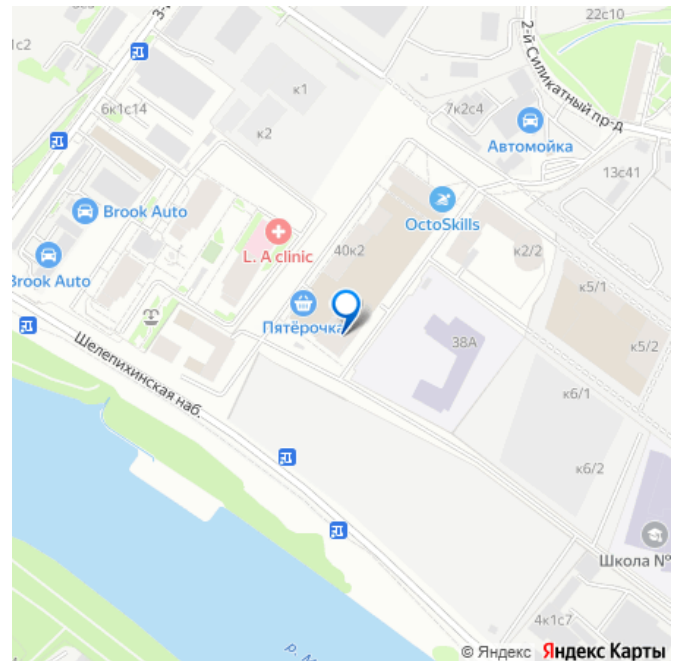 22с10
1с2
2-й Силикатный пр-д
6к1с14
к1
7к2с4
к2
Автомойка
13с41
Brook Auto
OctoSkills
L. A clinic
40к2
к2/2
Brook Auto
к5/1
Пятёрочка
38А
к5/2
Шелепихинская наб.
к6/1
к6/2
Школа №
4к1с7
© Яндекс Яндекс Карты